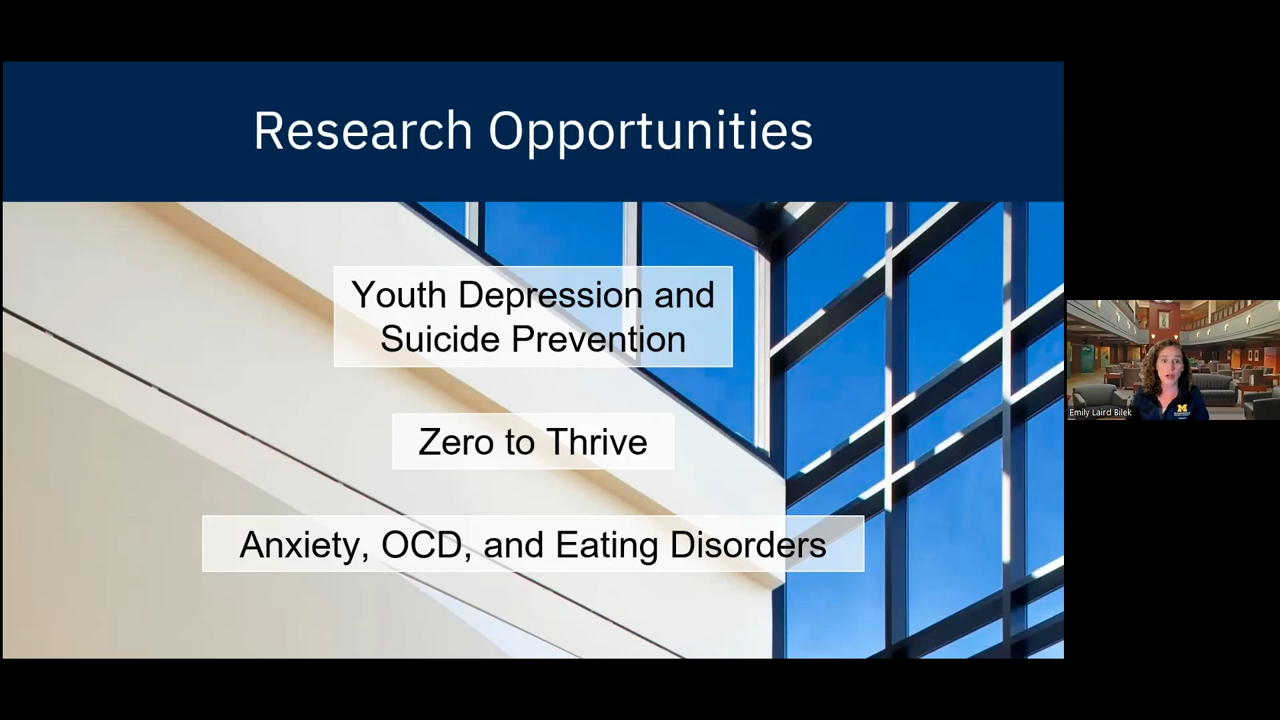 Research Opportunities
Youth Depression and
Suicide Prevention
Zero to Thrive
Anxiety, OCD, and Eating Disorders
Emily Laird Bilek
M